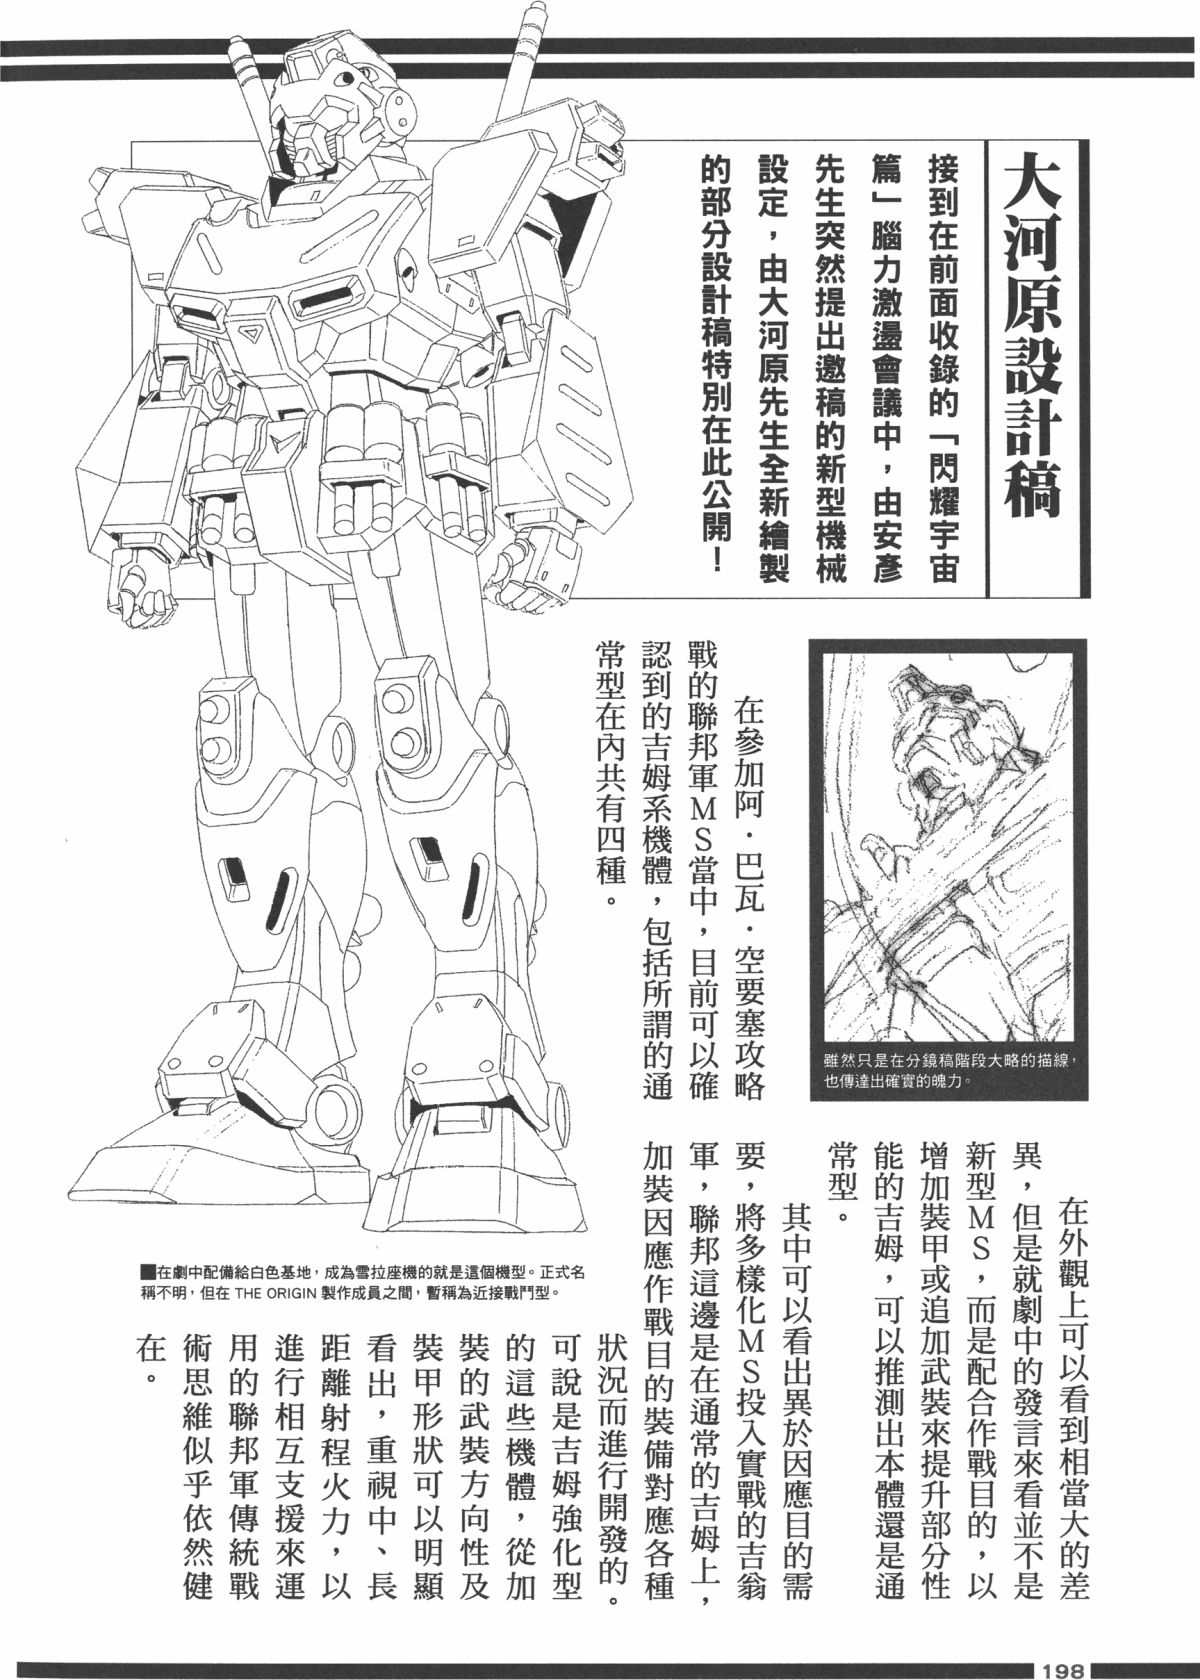 大河原設計稿
接到在前面收錄的「閃耀宇宙
篇」腦力激盪會議中，由安彥
先生突然提出邀稿的新型機械
設定，由大河原先生全新繪製
的部分設計稿特別在此公開！
雖然只是在分鏡稿階段大略的描線，
也傳達出確實的魄力。
在參加阿．巴瓦．空要塞攻略
戰的聯邦軍MS當中，目前可以確
認到的吉姆系機體，包括所謂的通
常型在內共有四種。
在外觀上可以看到相當大的差
異，但是就劇中的發言來看並不是
新型MS，而是配合作戰目的，以
增加裝甲或追加武裝來提升部分性
能的吉姆，可以推測出本體還是通
常型。
其中可以看出異於因應目的需
要，將多樣化MS投入實戰的吉翁
軍，聯邦這邊是在通常的吉姆上，
加裝因應作戰目的裝備對應各種
狀況而進行開發的。
可說是吉姆強化型
的這些機體，從加
裝的武裝方向性及
裝甲形狀可以明顯
看出，重視中、長
距離射程火力，以
進行相互支援來運
用的聯邦軍傳統戰
術思維似乎依然健
在。
■在劇中配備給白色基地，成為雪拉座機的就是這個機型。正式名
稱不明，但在 THE ORIGIN 製作成員之間，暫稱為近接戰鬥型。
198